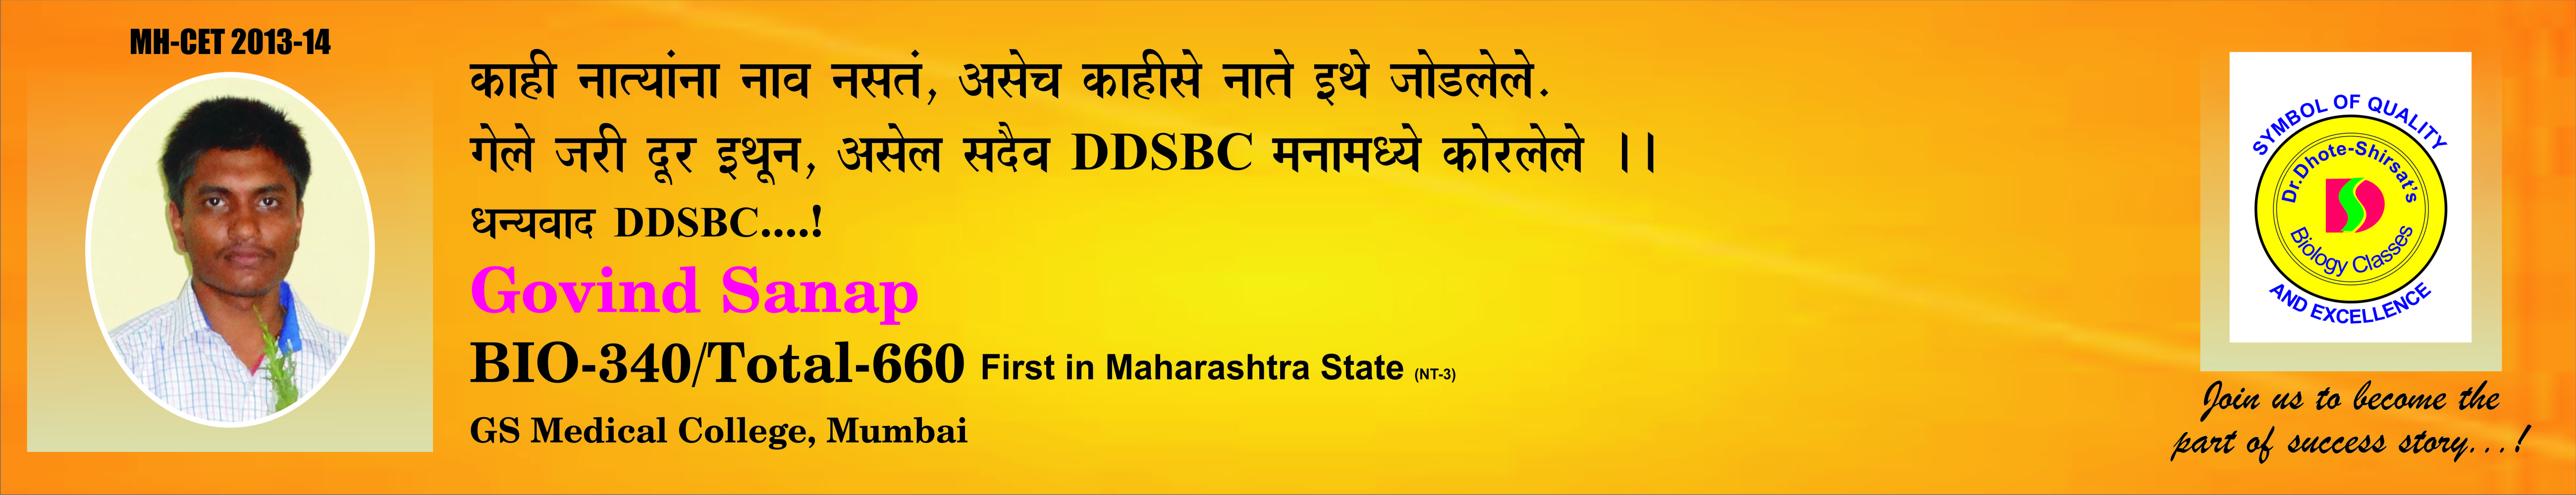 MH-CET 2013-14
काही नात्यांना नाव नसतं, असेच काहीसे नाते इथे जोडलेले.
गेले जरी दूर इथून, असेल सदैव DDSBC मनामध्ये कोरलेले ।।
धन्यवाद DDSBC....!
Govind Sanap
BIO-340/Total-660 First in Maharashtra State (NT-3)
GS Medical College, Mumbai
SYMBOL OF QUALITY
Dr.Dhote-Shirsat's
Biology Classes
AND EXCELLENCE
Join us to become the
part of success story...!